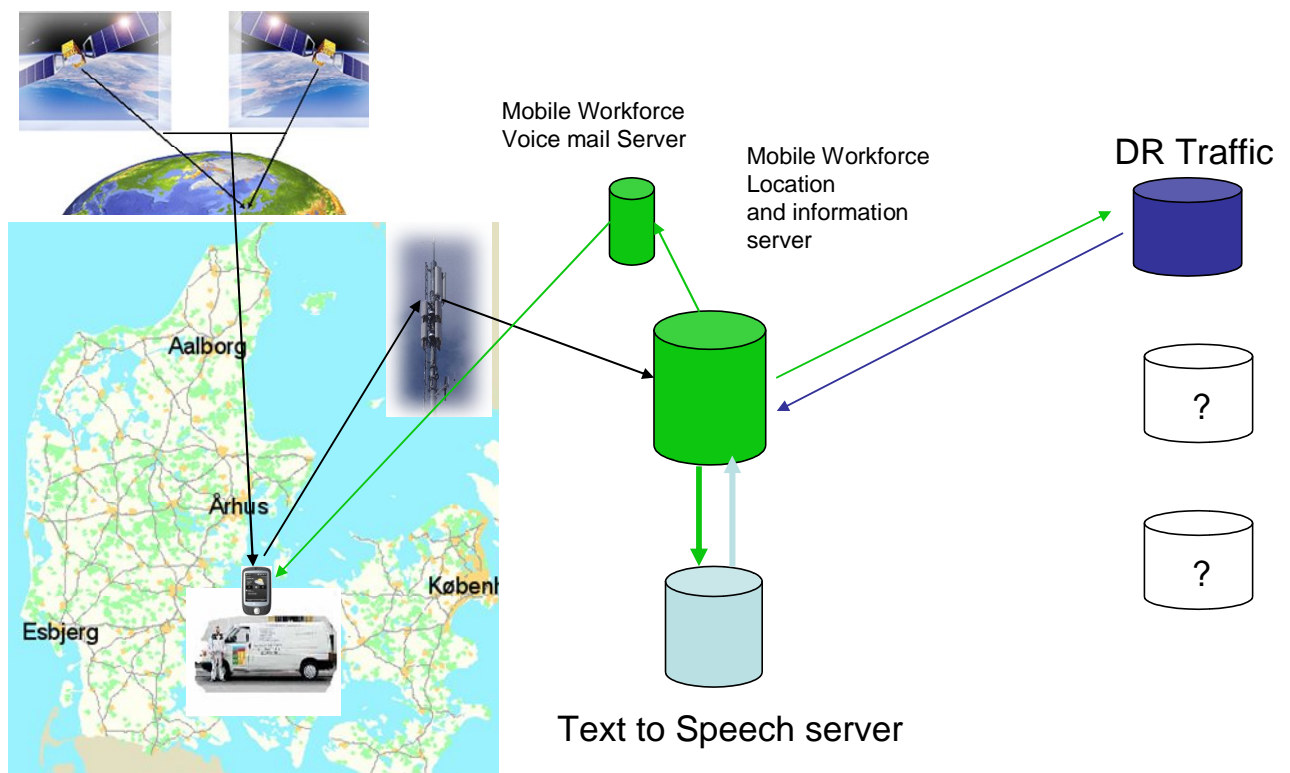 Mobile Workforce
Voice mail Server
Mobile Workforce
Location
and information
server
DR Traffic
Aalborg
?
Århus
?
Københ
Esbjerg
Text to Speech server